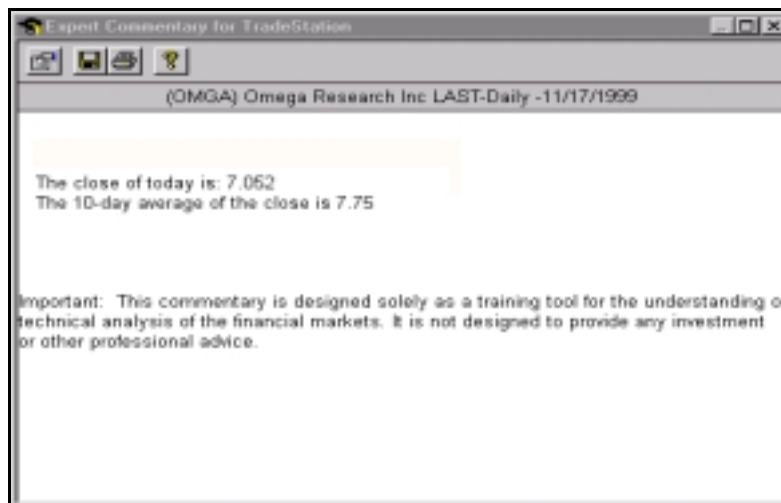 Expert Commentary for TradeStation
(OMGA) Omega Research Inc LAST-Daily -11/17/1999
The close of today is: 7.052
The 10-day average of the close is 7.75
Important: This commentary is designed solely as a training tool for the understanding o
technical analysis of the financial markets. It is not designed to provide any investment
or other professional advice.